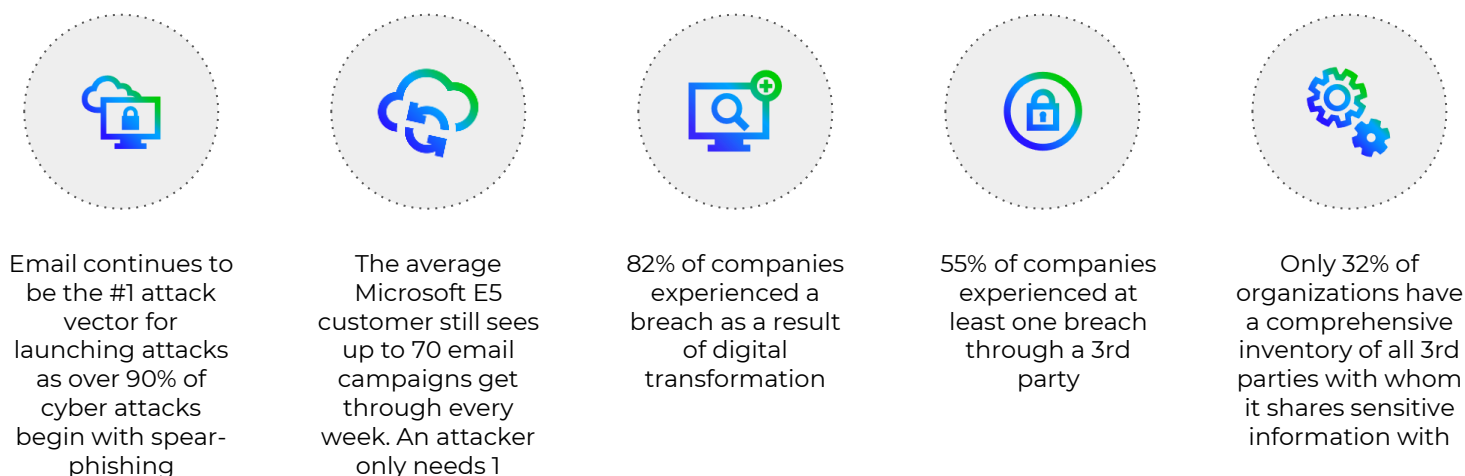 Email continues to
be the #1 attack
vector for
launching attacks
as over 90% of
cyber attacks
begin with spear-
phishing
The average
Microsoft E5
customer still sees
up to 70 email
campaigns get
through every
week. An attacker
only needs 1
82% of companies
experienced a
breach as a result
of digital
transformation
55% of companies
experienced at
least one breach
through a 3rd
party
Only 32% of
organizations have
a comprehensive
inventory of all 3rd
parties with whom
it shares sensitive
information with